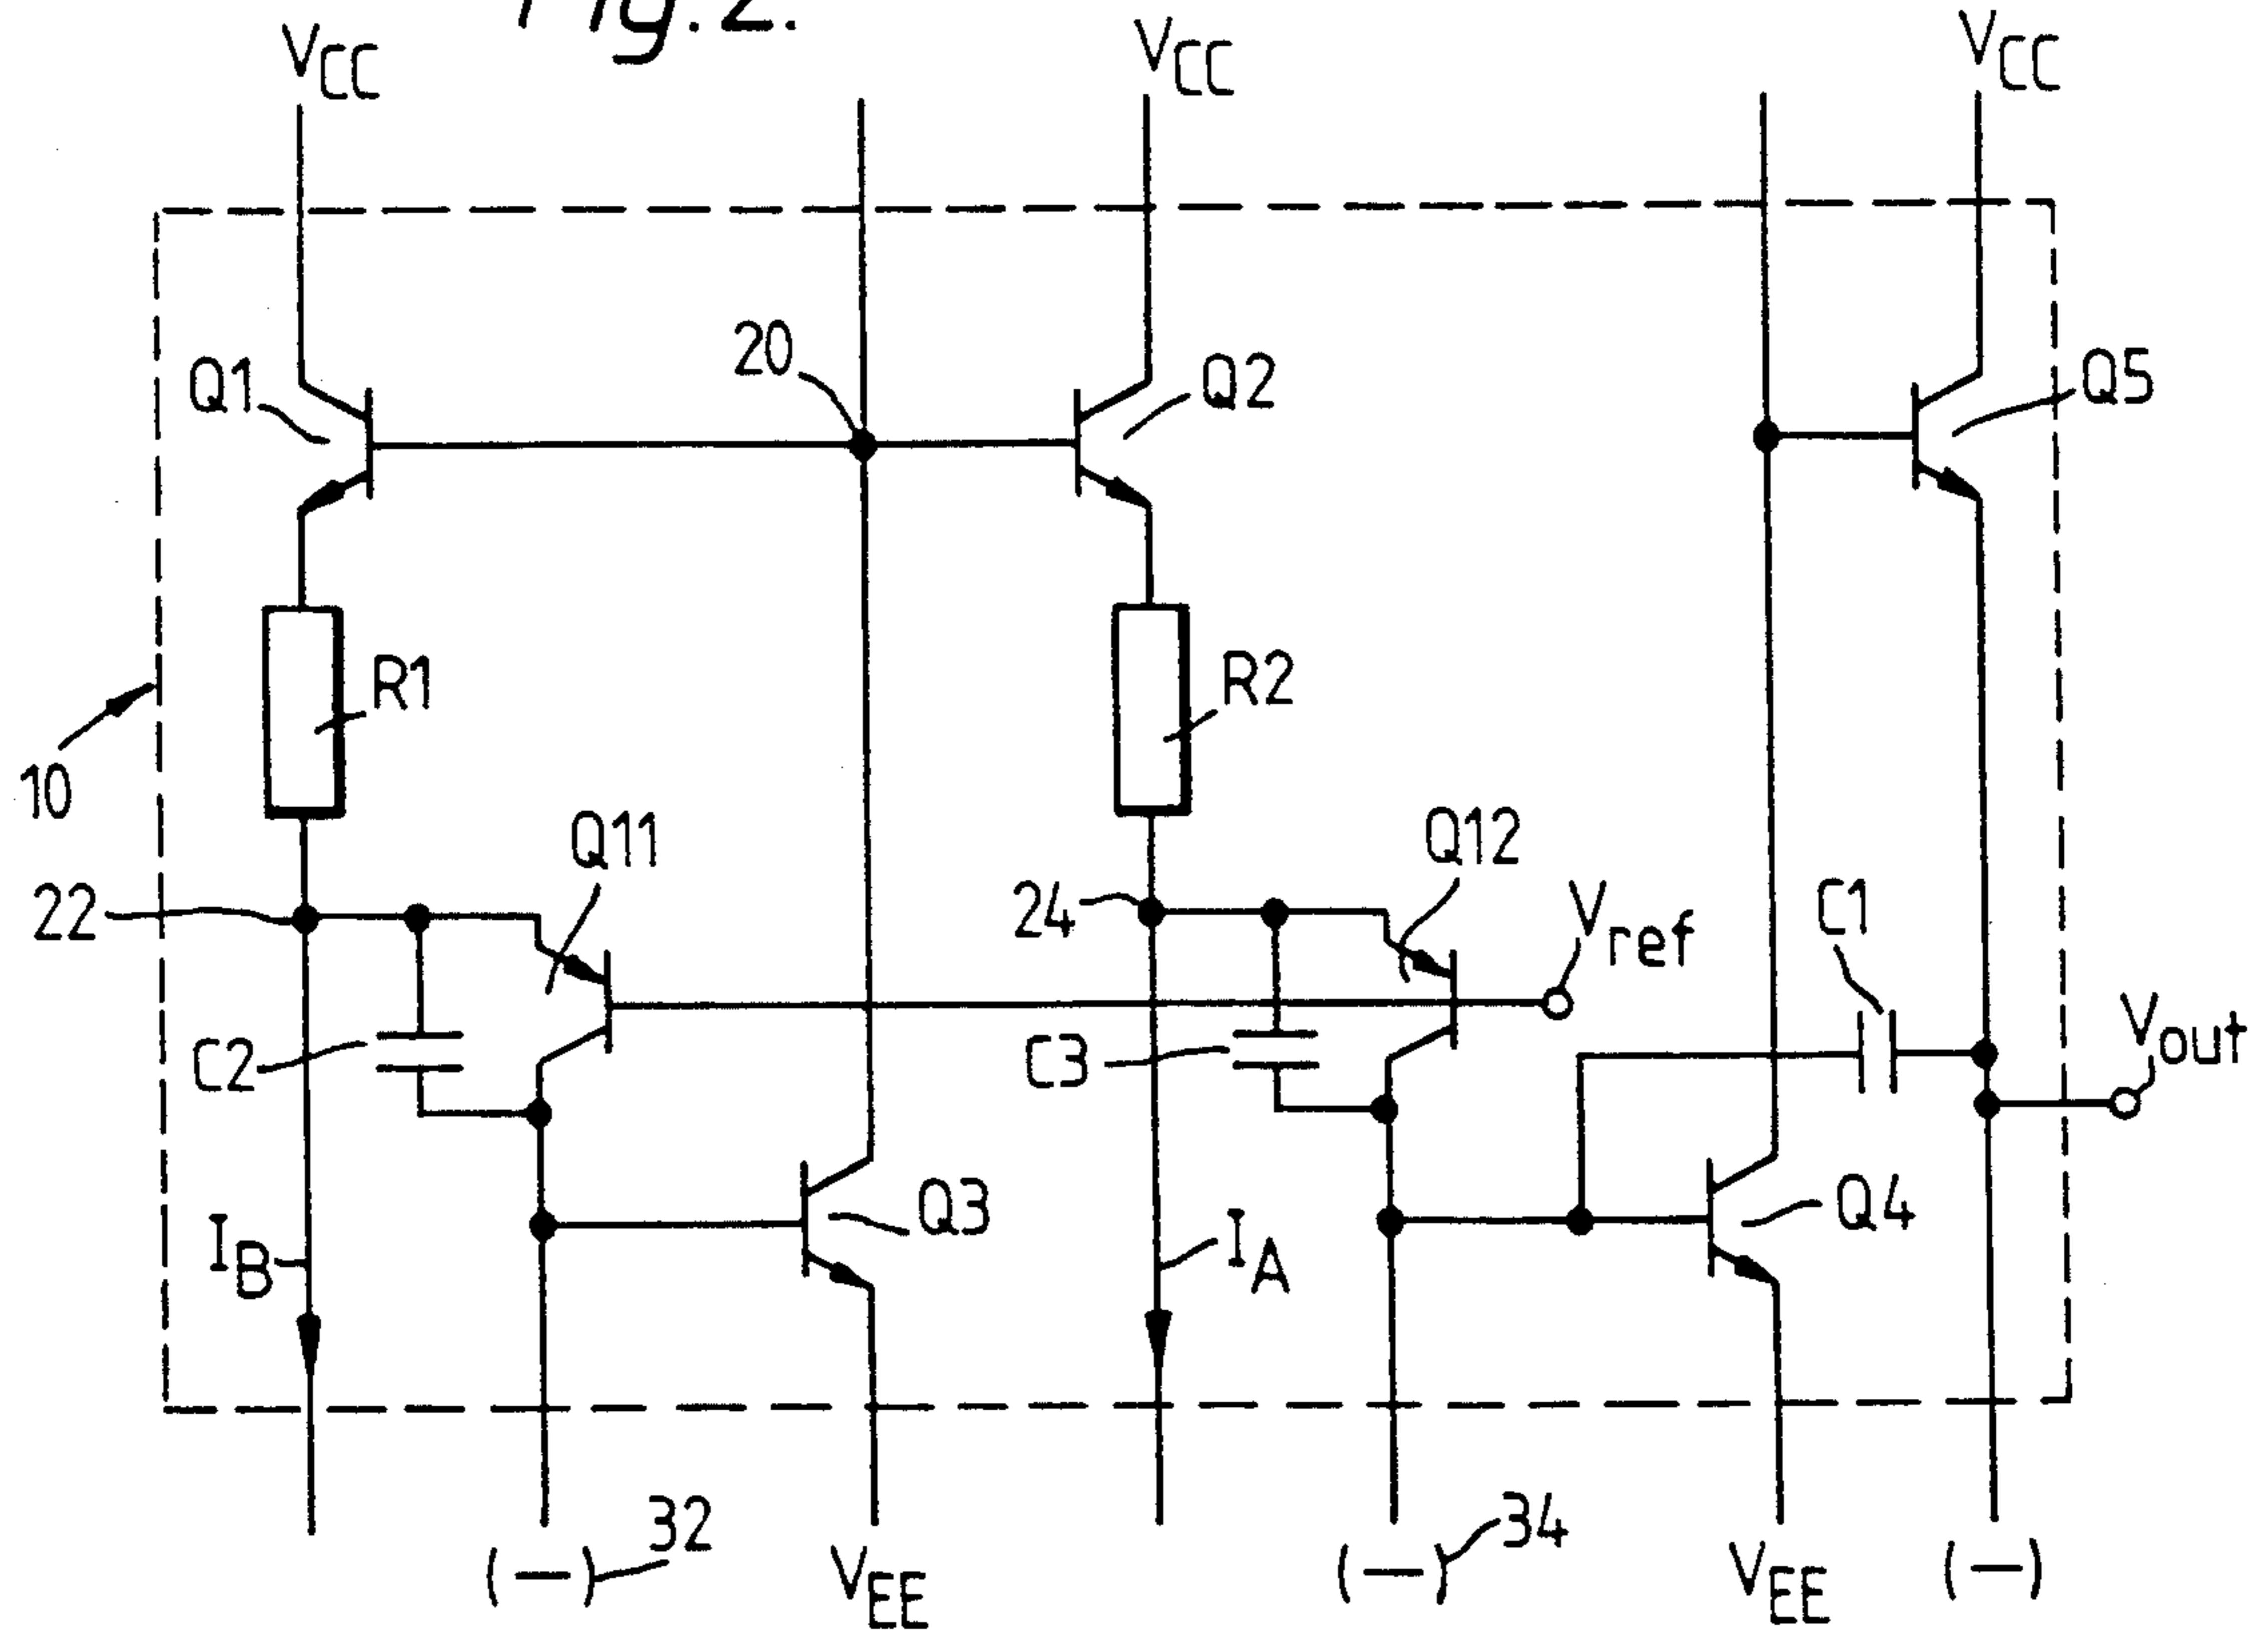 Fig. 2.
VCC
VCC
VCC
Q1
20
Q2
Q5
R1
R2
10
Q11
Q12
22
24
Vref
C1
C2
C3
Vout
IB
Q3
IA
Q4
(—) 32
VEE
(—) 34
VEE
(—)